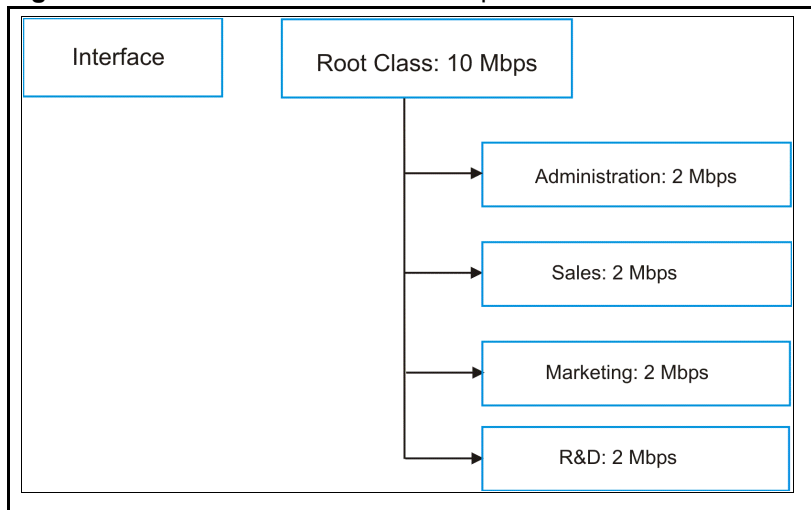 Interface
Root Class: 10 Mbps
Administration: 2 Mbps
Sales: 2 Mbps
Marketing: 2 Mbps
R&D: 2 Mbps